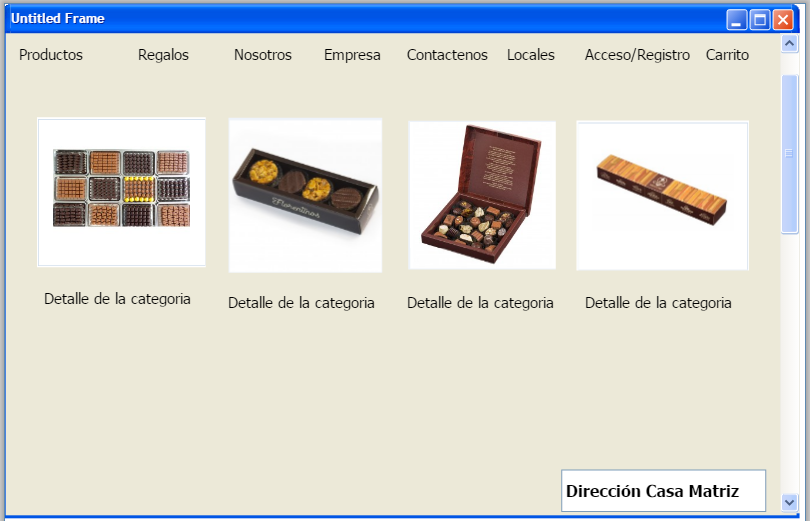 Untitled Frame
Productos Regalos Nosotros Empresa Contactenos Locales Acceso/Registro Carrito
Florentinas
Detalle de la categoria Detalle de la categoria Detalle de la categoria Detalle de la categoria
Dirección Casa Matriz